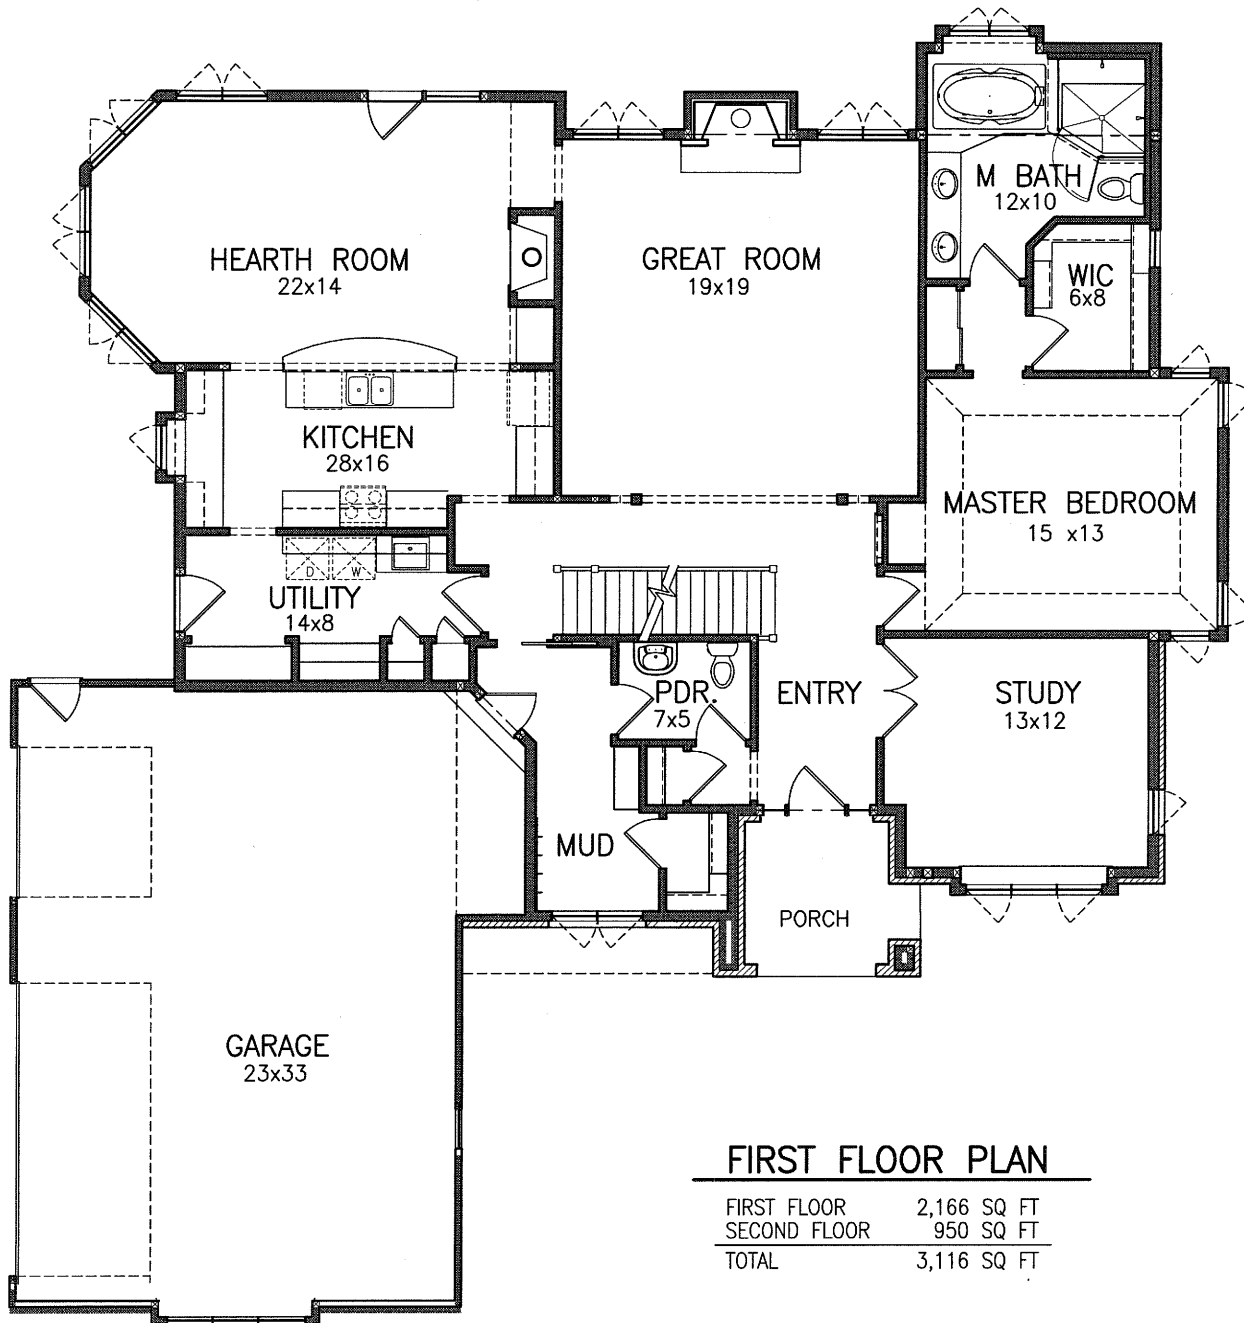 M BATH
12x10
HEARTH ROOM
22x14
GREAT ROOM
19x19
WIC
6x8
KITCHEN
28x16
MASTER BEDROOM
15 x13
D
W
UTILITY
14x8
PDR.
7x5
ENTRY
STUDY
13x12
MUD
PORCH
GARAGE
23x33
FIRST FLOOR PLAN
FIRST FLOOR 2,166 SQ FT
SECOND FLOOR 950 SQ FT
TOTAL 3,116 SQ FT